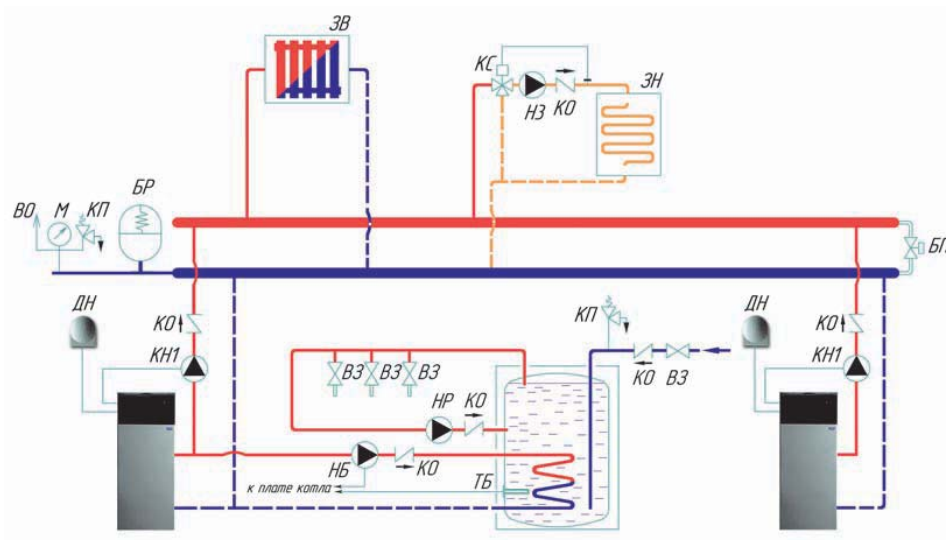 ЗВ
КС
НЗ
КО
ЗН
ВО
М
КП
БР
БП
ДН
КО
КН1
ВЗ
ВЗ
ВЗ
НР
КО
КП
КО
ВЗ
ДН
КО
КН1
НБ
КО
ТБ
к плате котла